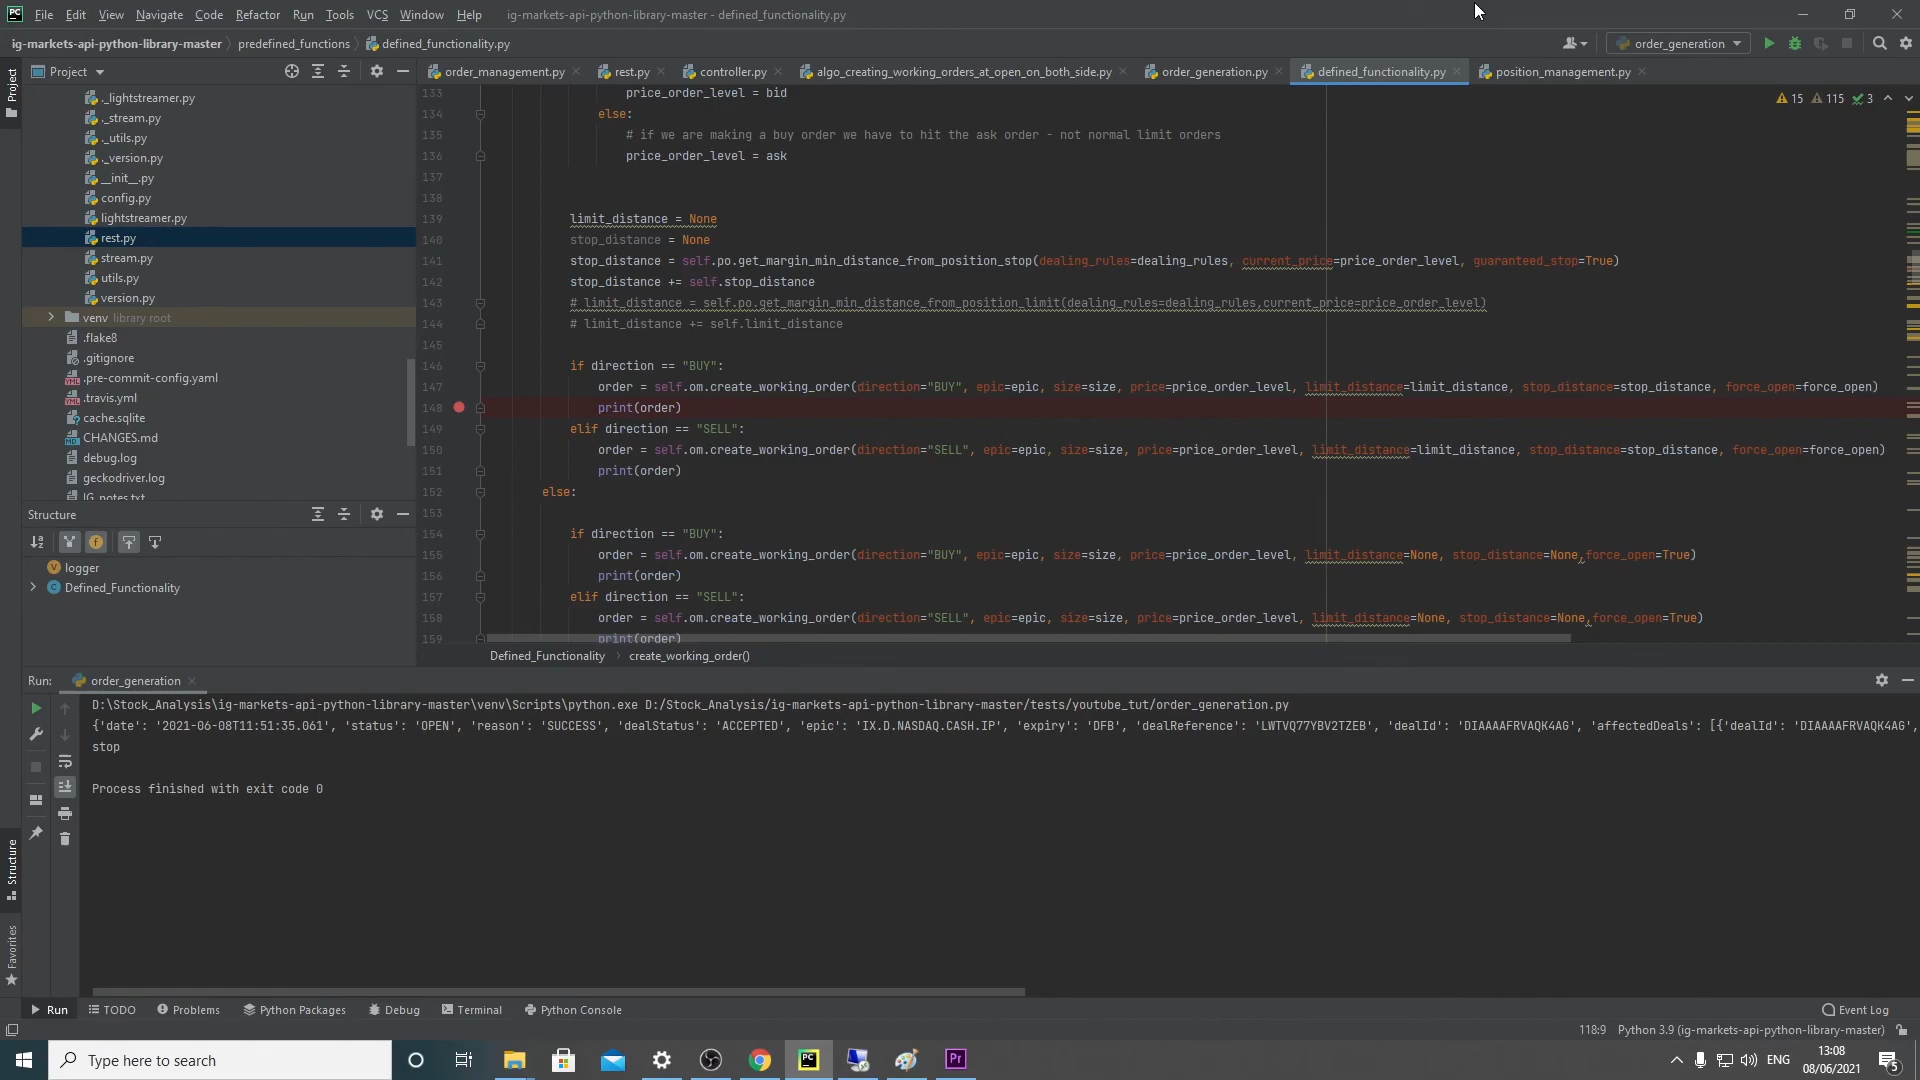 PC File Edit View Navigate Code Refactor Run Tools VCS Window Help ig-markets-api-python-library-master - defined_functionality.py
ig-markets-api-python-library-master predefined_functions defined_functionality.py order_generation
Project
Project
order_management.py rest.py controller.py algo_creating_working_orders_at_open_on_both_side.py order_generation.py defined_functionality.py position_management.py
._lightstreamer.py
._stream.py
._utils.py
._version.py
__init__.py
config.py
lightstreamer.py
rest.py
stream.py
utils.py
version.py
venv library root
.flake8
.gitignore
.pre-commit-config.yaml
.travis.yml
cache.sqlite
CHANGES.md
debug.log
geckodriver.log
IG_notes.txt
15 115 3
133 price_order_level = bid
134 else:
135 # if we are making a buy order we have to hit the ask order - not normal limit orders
136 price_order_level = ask
137
138
139 limit_distance = None
140 stop_distance = None
141 stop_distance = self.po.get_margin_min_distance_from_position_stop(dealing_rules=dealing_rules, current_price=price_order_level, guaranteed_stop=True)
142 stop_distance += self.stop_distance
143 # limit_distance = self.po.get_margin_min_distance_from_position_limit(dealing_rules=dealing_rules,current_price=price_order_level)
144 # limit_distance += self.limit_distance
145
146 if direction == "BUY":
147 order = self.om.create_working_order(direction="BUY", epic=epic, size=size, price=price_order_level, limit_distance=limit_distance, stop_distance=stop_distance, force_open=force_open)
148 print(order)
149 elif direction == "SELL":
150 order = self.om.create_working_order(direction="SELL", epic=epic, size=size, price=price_order_level, limit_distance=limit_distance, stop_distance=stop_distance, force_open=force_open)
151 print(order)
152 else:
153
154 if direction == "BUY":
155 order = self.om.create_working_order(direction="BUY", epic=epic, size=size, price=price_order_level, limit_distance=None, stop_distance=None,force_open=True)
156 print(order)
157 elif direction == "SELL":
158 order = self.om.create_working_order(direction="SELL", epic=epic, size=size, price=price_order_level, limit_distance=None, stop_distance=None,force_open=True)
159 print(order)
Defined_Functionality create_working_order()
Structure
logger
Defined_Functionality
Run: order_generation
D:\Stock_Analysis\ig-markets-api-python-library-master\venv\Scripts\python.exe D:/Stock_Analysis/ig-markets-api-python-library-master/tests/youtube_tut/order_generation.py
{'date': '2021-06-08T11:51:35.061', 'status': 'OPEN', 'reason': 'SUCCESS', 'dealStatus': 'ACCEPTED', 'epic': 'IX.D.NASDAQ.CASH.IP', 'expiry': 'DFB', 'dealReference': 'LWTVQ77YBV2TZEB', 'dealId': 'DIAAAAFRVAQK4AG', 'affectedDeals': [{'dealId': 'DIAAAAFRVAQK4AG',
stop
Process finished with exit code 0
Structure
Favorites
Run TODO Problems Python Packages Debug Terminal Python Console Event Log
118:9 Python 3.9 (ig-markets-api-python-library-master)
Type here to search
PC
Pr
ENG
13:08
08/06/2021
5